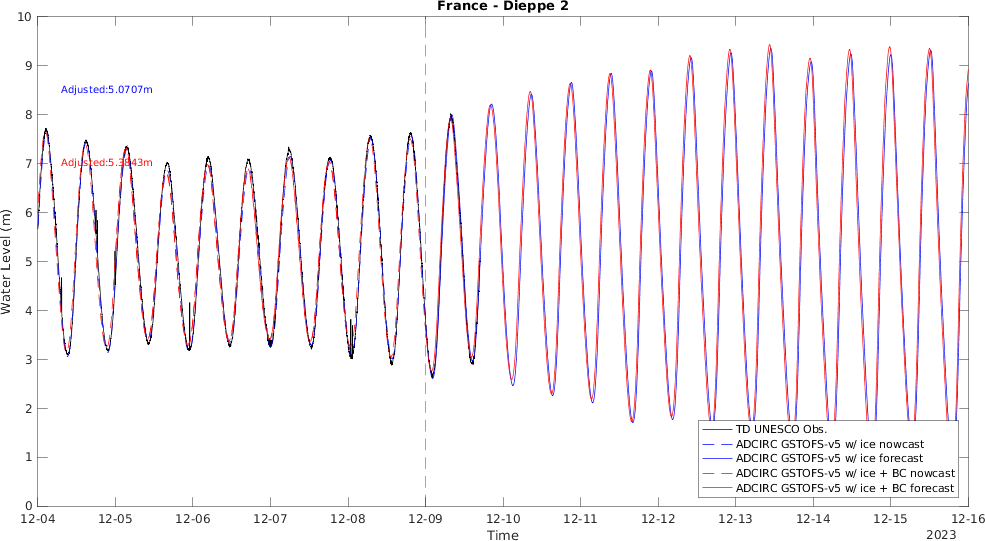 France - Dieppe 2
10
9
8
7
6
5
4
3
2
1
0
Water Level (m)
Adjusted:5.0707m
Adjusted:5.3843m
TD UNESCO Obs.
ADCIRC GSTOFS-v5 w/ ice nowcast
ADCIRC GSTOFS-v5 w/ ice forecast
ADCIRC GSTOFS-v5 w/ ice + BC nowcast
ADCIRC GSTOFS-v5 w/ ice + BC forecast
12-04 12-05 12-06 12-07 12-08 12-09 12-10 12-11 12-12 12-13 12-14 12-15 12-16
Time
2023